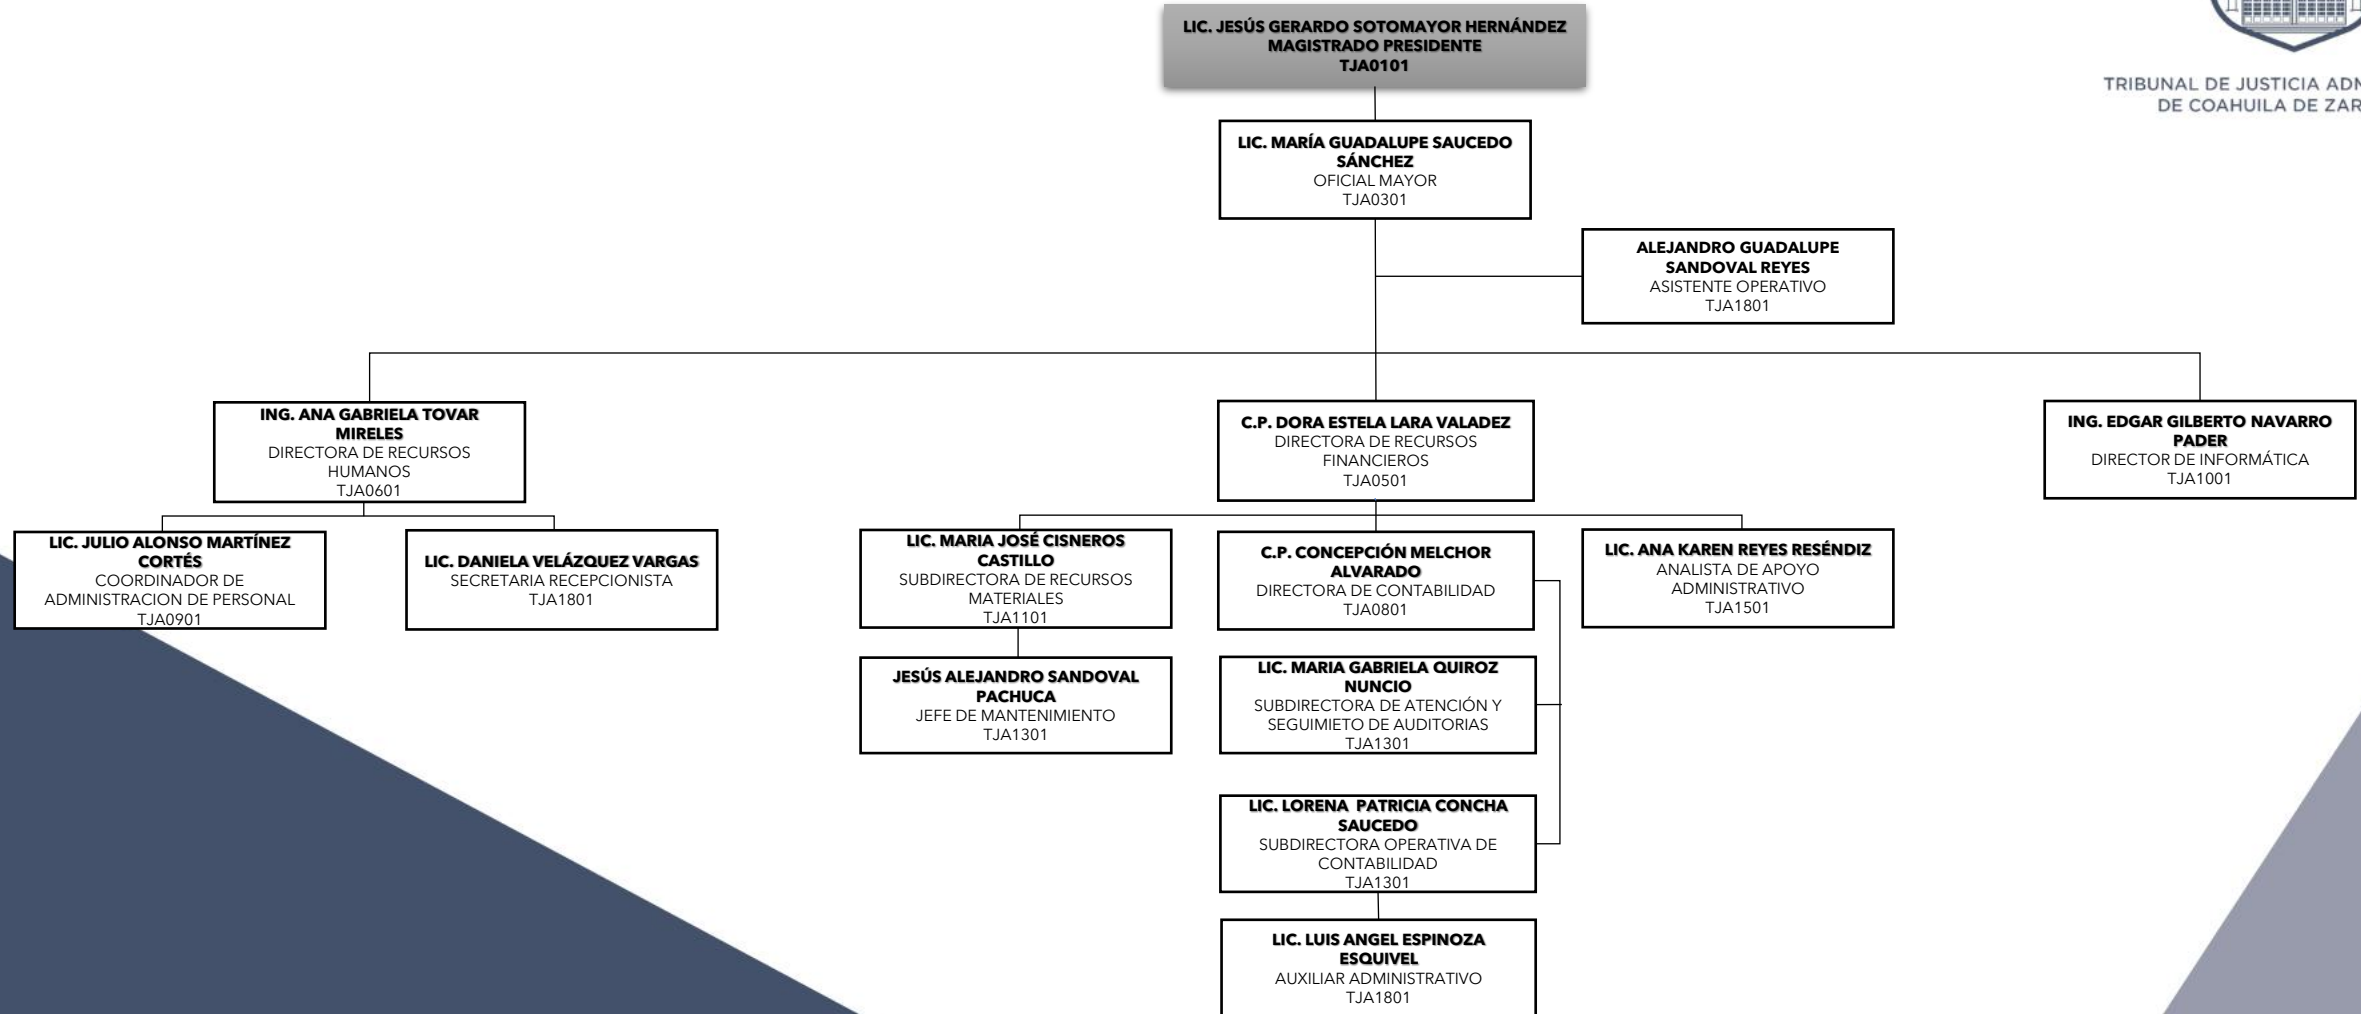 LIC. JESÚS GERARDO SOTOMAYOR HERNÁNDEZ
MAGISTRADO PRESIDENTE
TJA0101
TRIBUNAL DE JUSTICIA
DE COAHUILA DE
LIC. MARÍA GUADALUPE SAUCEDO
SÁNCHEZ
OFICIAL MAYOR
TJA0301
ALEJANDRO GUADALUPE
SANDOVAL REYES
ASISTENTE OPERATIVO
TJA1801
ING. ANA GABRIELA TOVAR
MIRELES
DIRECTORA DE RECURSOS
HUMANOS
TJA0601
C.P. DORA ESTELA LARA VALADEZ
DIRECTORA DE RECURSOS
FINANCIEROS
TJA0501
ING. EDGAR GILBERTO NAVARRO
PADER
DIRECTOR DE INFORMÁTICA
TJA1001
LIC. JULIO ALONSO MARTÍNEZ
CORTÉS
COORDINADOR DE
ADMINISTRACION DE PERSONAL
TJA0901
LIC. DANIELA VELÁZQUEZ VARGAS
SECRETARIA RECEPCIONISTA
TJA1801
LIC. MARIA JOSÉ CISNEROS
CASTILLO
SUBDIRECTORA DE RECURSOS
MATERIALES
TJA1101
C.P. CONCEPCIÓN MELCHOR
ALVARADO
DIRECTORA DE CONTABILIDAD
TJA0801
LIC. ANA KAREN REYES RESÉNDIZ
ANALISTA DE APOYO
ADMINISTRATIVO
TJA1501
JESÚS ALEJANDRO SANDOVAL
PACHUCA
JEFE DE MANTENIMIENTO
TJA1301
LIC. MARIA GABRIELA QUIROZ
NUNCIO
SUBDIRECTORA DE ATENCIÓN Y
SEGUIMIETO DE AUDITORIAS
TJA1301
LIC. LORENA PATRICIA CONCHA
SAUCEDO
SUBDIRECTORA OPERATIVA DE
CONTABILIDAD
TJA1301
LIC. LUIS ANGEL ESPINOZA
ESQUIVEL
AUXILIAR ADMINISTRATIVO
TJA1801